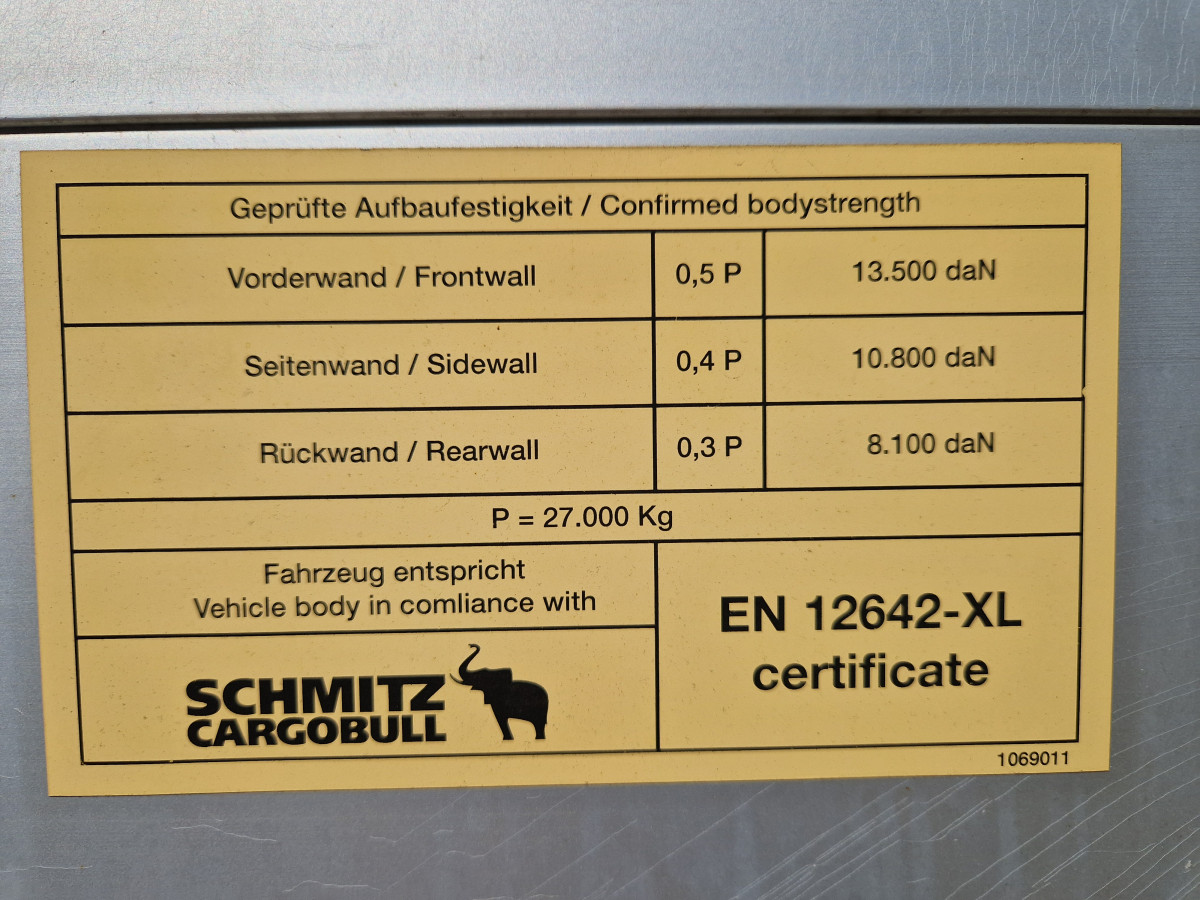 Geprüfte Aufbaufestigkeit / Confirmed bodystrength
Vorderwand / Frontwall 0,5 P 13.500 daN
Seitenwand / Sidewall 0,4 P 10.800 daN
Rückwand / Rearwall 0,3 P 8.100 daN
P = 27.000 Kg
Fahrzeug entspricht
Vehicle body in comliance with
EN 12642-XL
certificate
SCHMITZ
CARGOBULL
1069011